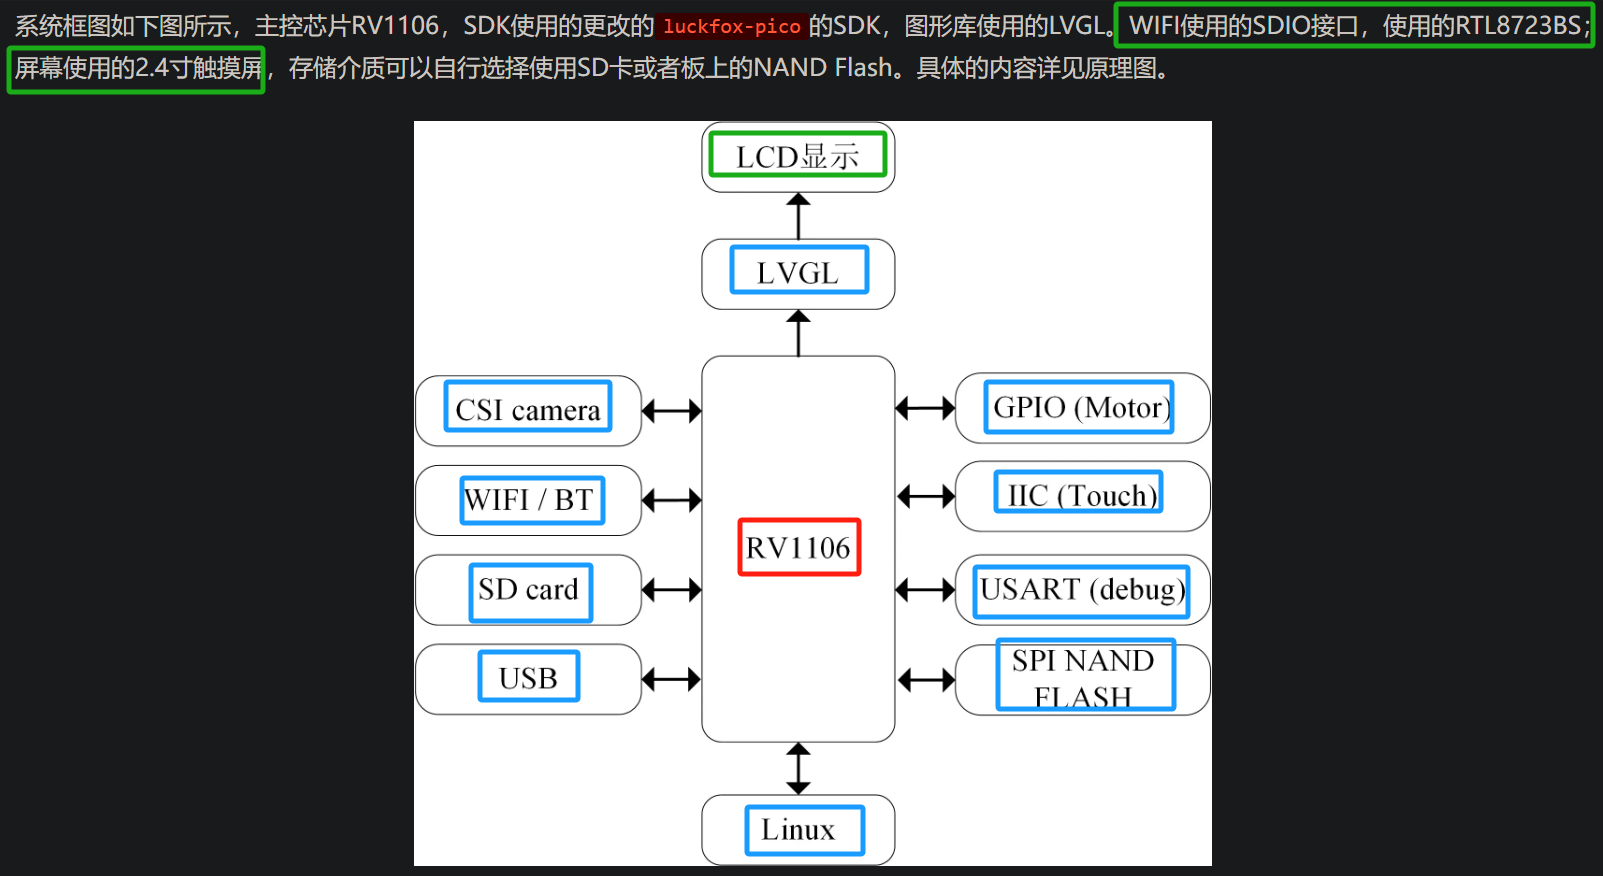 系统框图如下图所示，主控芯片RV1106，SDK使用的更改的 luckfox-pico 的SDK，图形库使用的LVGL。WIFI使用的SDIO接口，使用的RTL8723BS；
屏幕使用的2.4寸触摸屏，存储介质可以自行选择使用SD卡或者板上的NAND Flash。具体的内容详见原理图。
LCD显示
LVGL
CSI camera
GPIO (Motor)
WIFI / BT
IIC (Touch)
RV1106
SD card
USART (debug)
USB
SPI NAND
FLASH
Linux